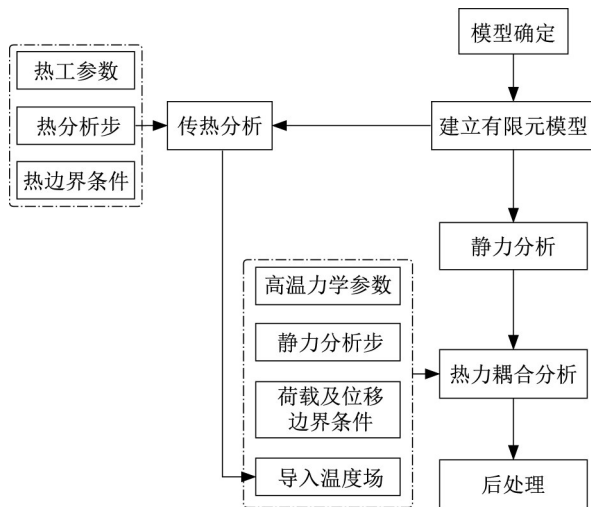 模型确定
热工参数
热分析步
传热分析
建立有限元模型
热边界条件
静力分析
高温力学参数
静力分析步
热力耦合分析
荷载及位移
边界条件
导入温度场
后处理